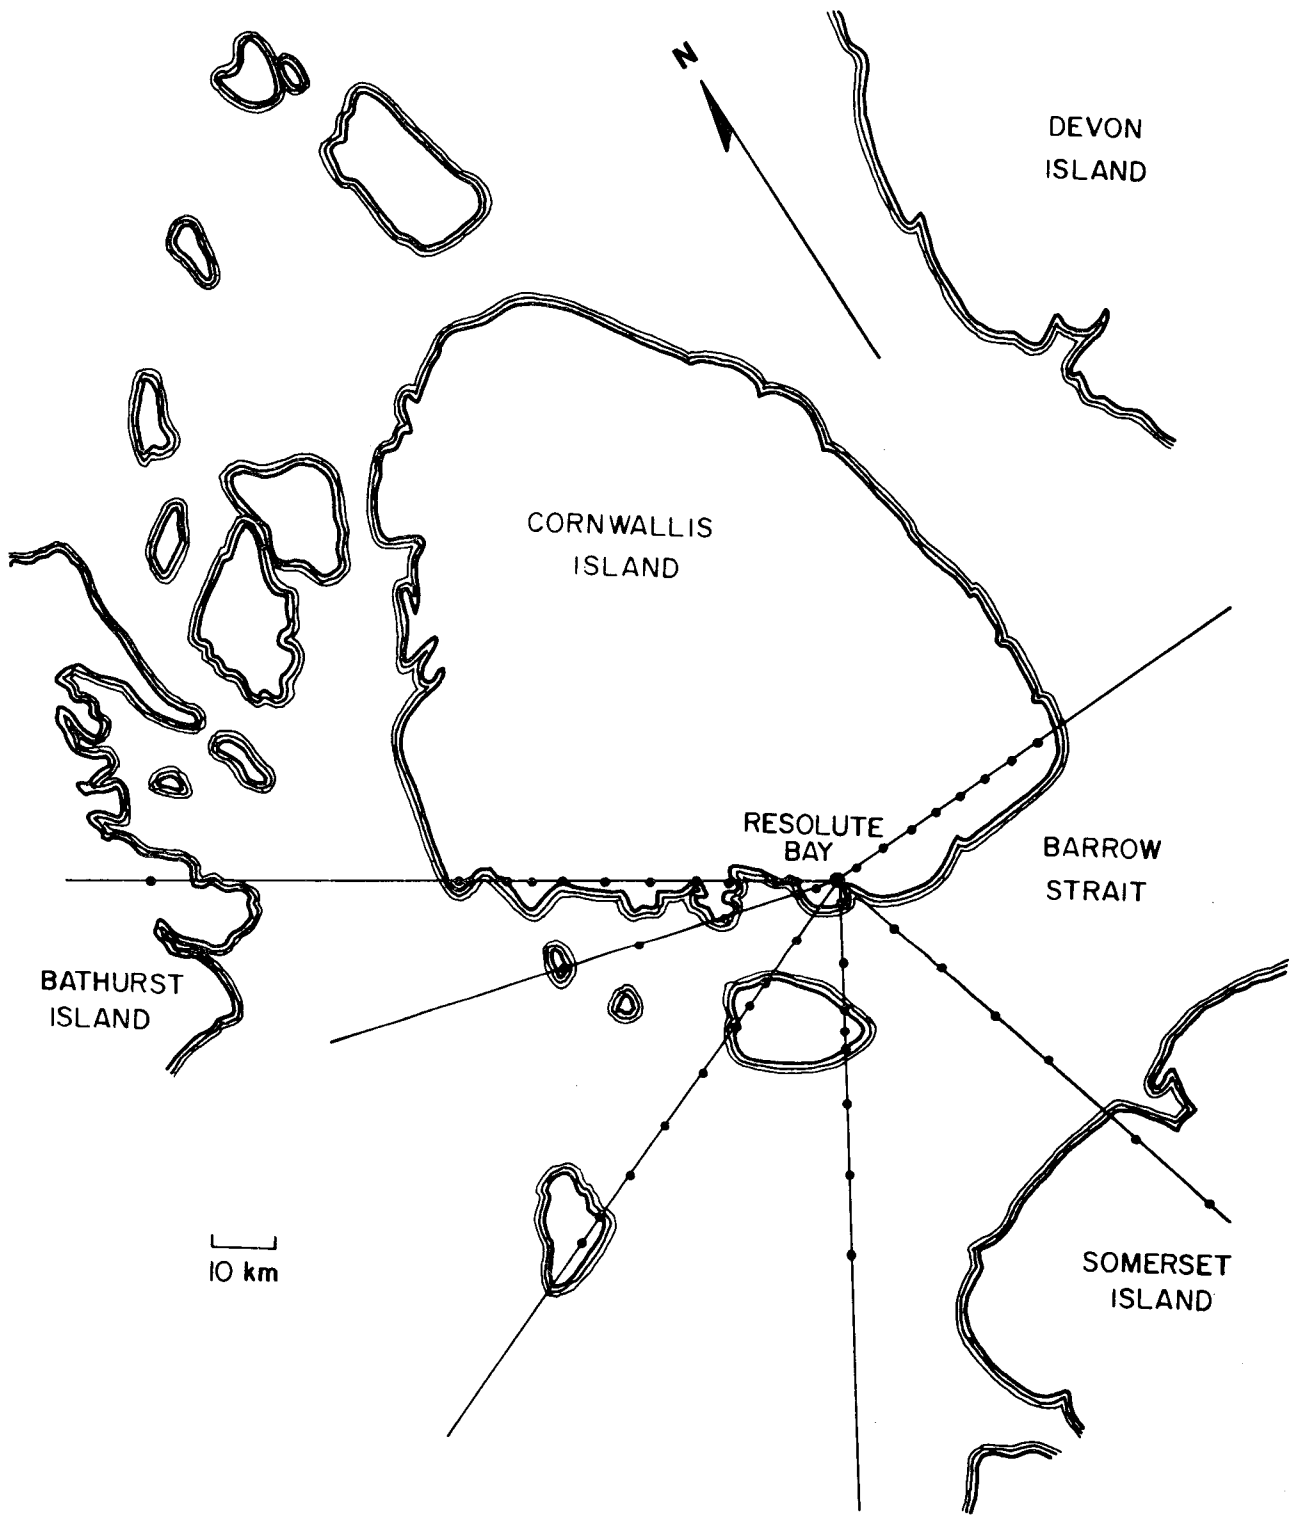 N
DEVON
ISLAND
CORNWALLIS
ISLAND
RESOLUTE
BAY
BARROW
STRAIT
BATHURST
ISLAND
10 km
SOMERSET
ISLAND